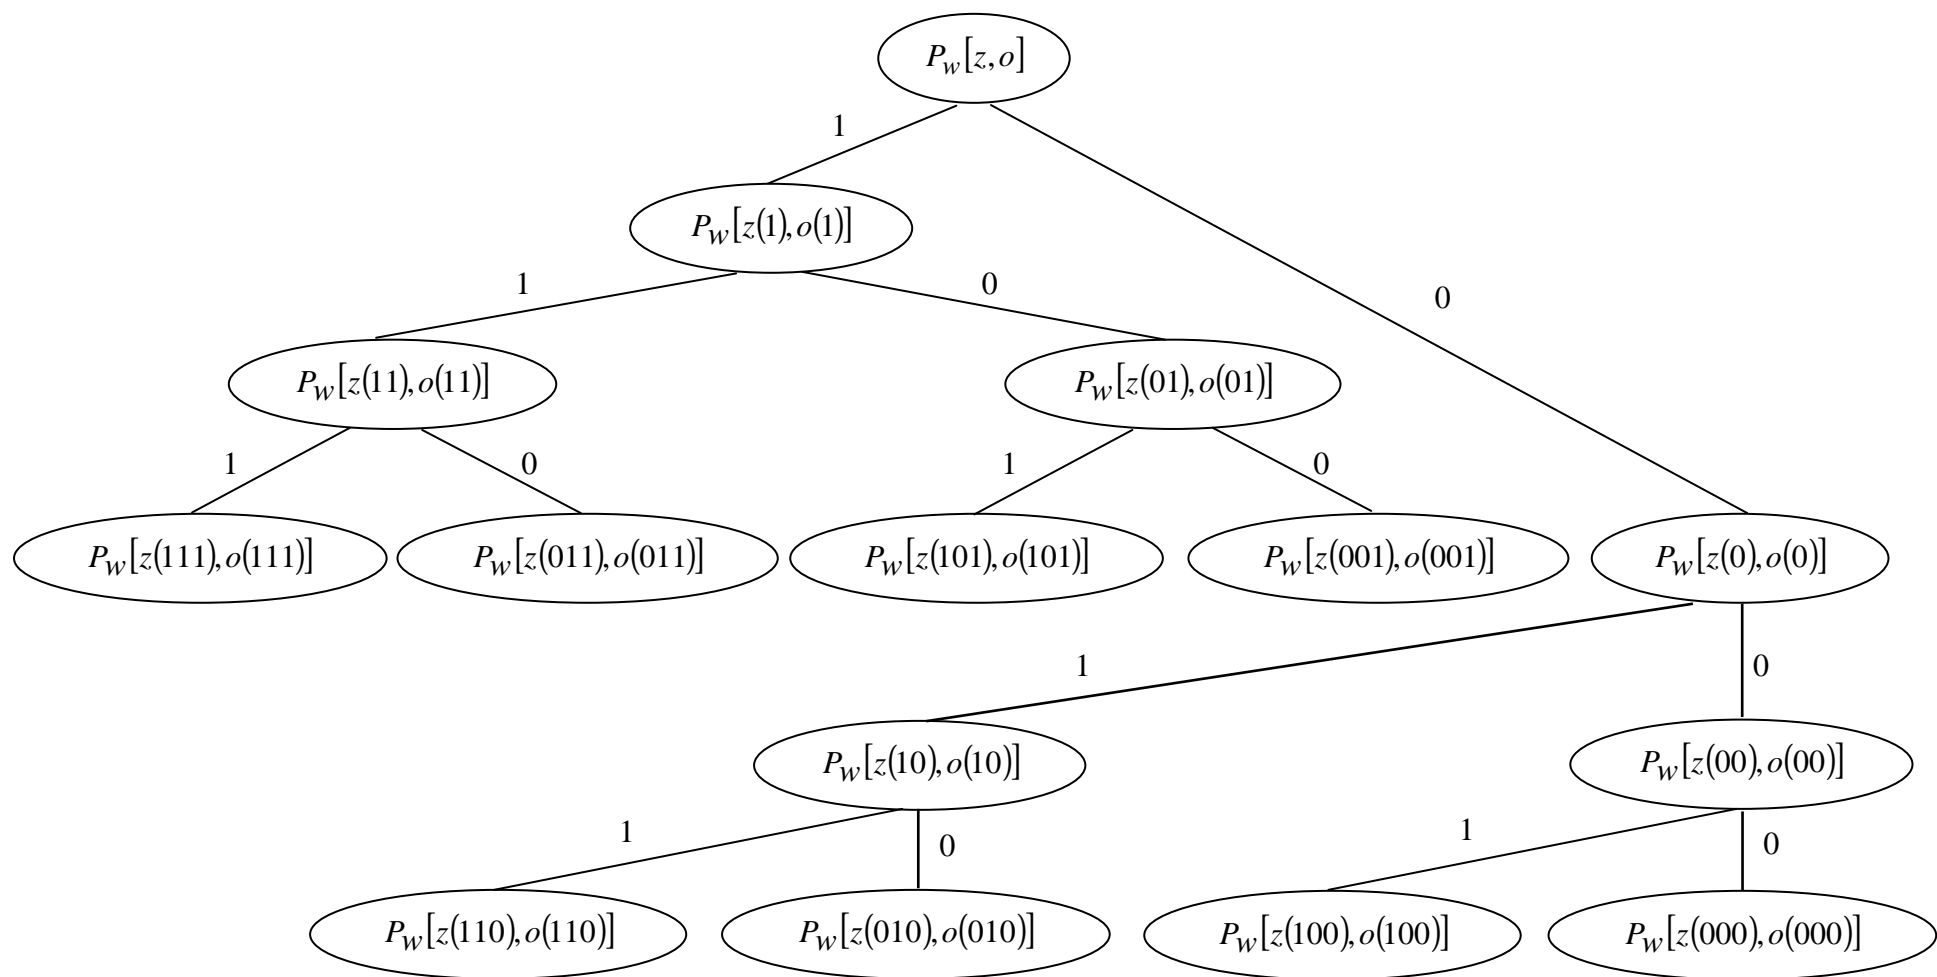 P_w[z,o]
1
P_w[z(1),o(1)]
1 0 0
P_w[z(11),o(11)] P_w[z(01),o(01)]
1 0 1 0
P_w[z(111),o(111)] P_w[z(011),o(011)] P_w[z(101),o(101)] P_w[z(001),o(001)] P_w[z(0),o(0)]
1 0
P_w[z(10),o(10)] P_w[z(00),o(00)]
1 0 1 0
P_w[z(110),o(110)] P_w[z(010),o(010)] P_w[z(100),o(100)] P_w[z(000),o(000)]